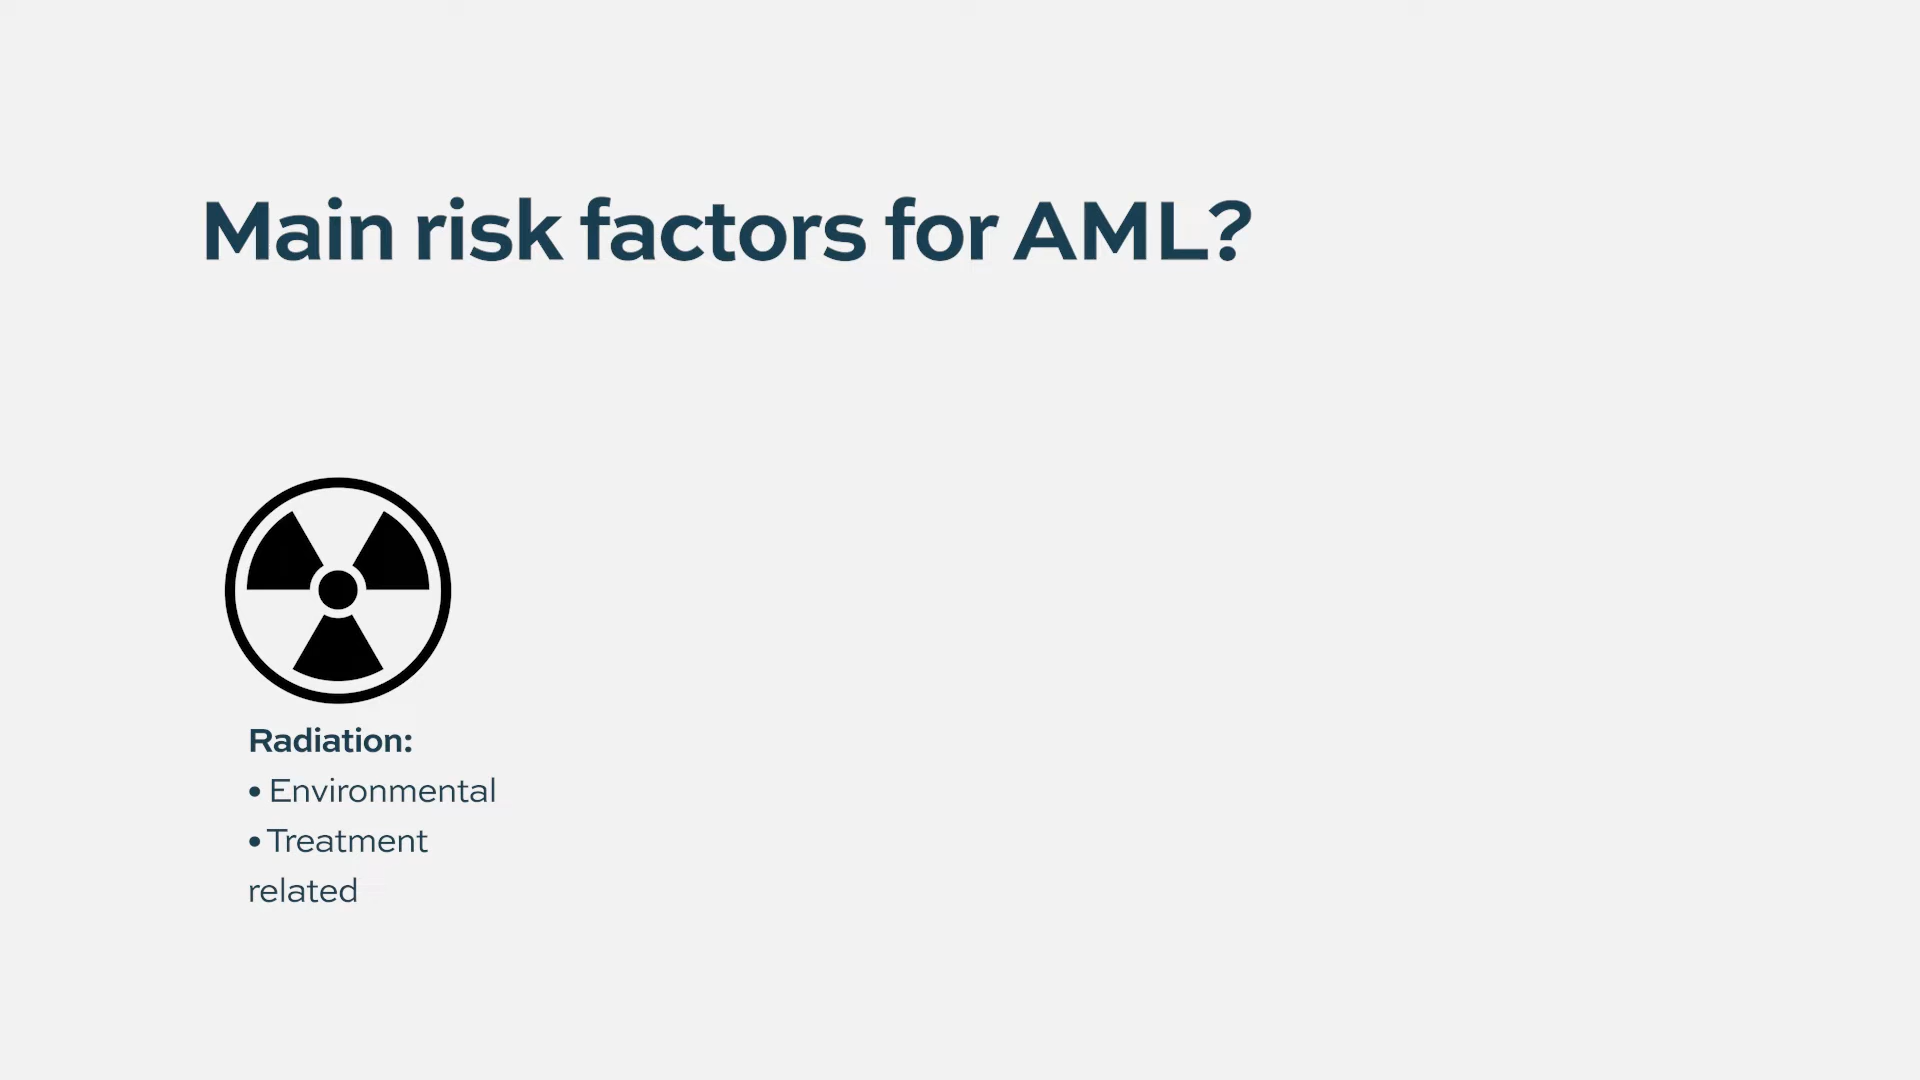 Main risk factors for AML?
Radiation:
• Environmental
• Treatment
related